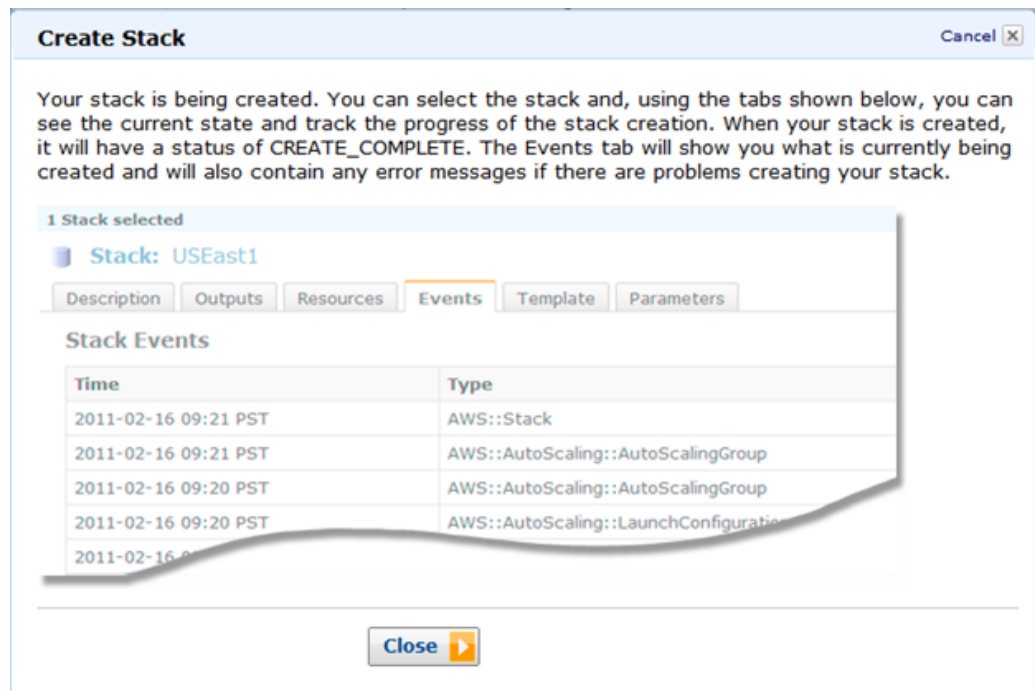 Create Stack
Cancel
Your stack is being created. You can select the stack and, using the tabs shown below, you can
see the current state and track the progress of the stack creation. When your stack is created,
it will have a status of CREATE_COMPLETE. The Events tab will show you what is currently being
created and will also contain any error messages if there are problems creating your stack.
1 Stack selected
Stack: USEast1
Description Outputs Resources Events Template Parameters
Stack Events
Time Type
2011-02-16 09:21 PST AWS::Stack
2011-02-16 09:21 PST AWS::AutoScaling::AutoScalingGroup
2011-02-16 09:20 PST AWS::AutoScaling::AutoScalingGroup
2011-02-16 09:20 PST AWS::AutoScaling::LaunchConfiguration
2011-02-16
Close